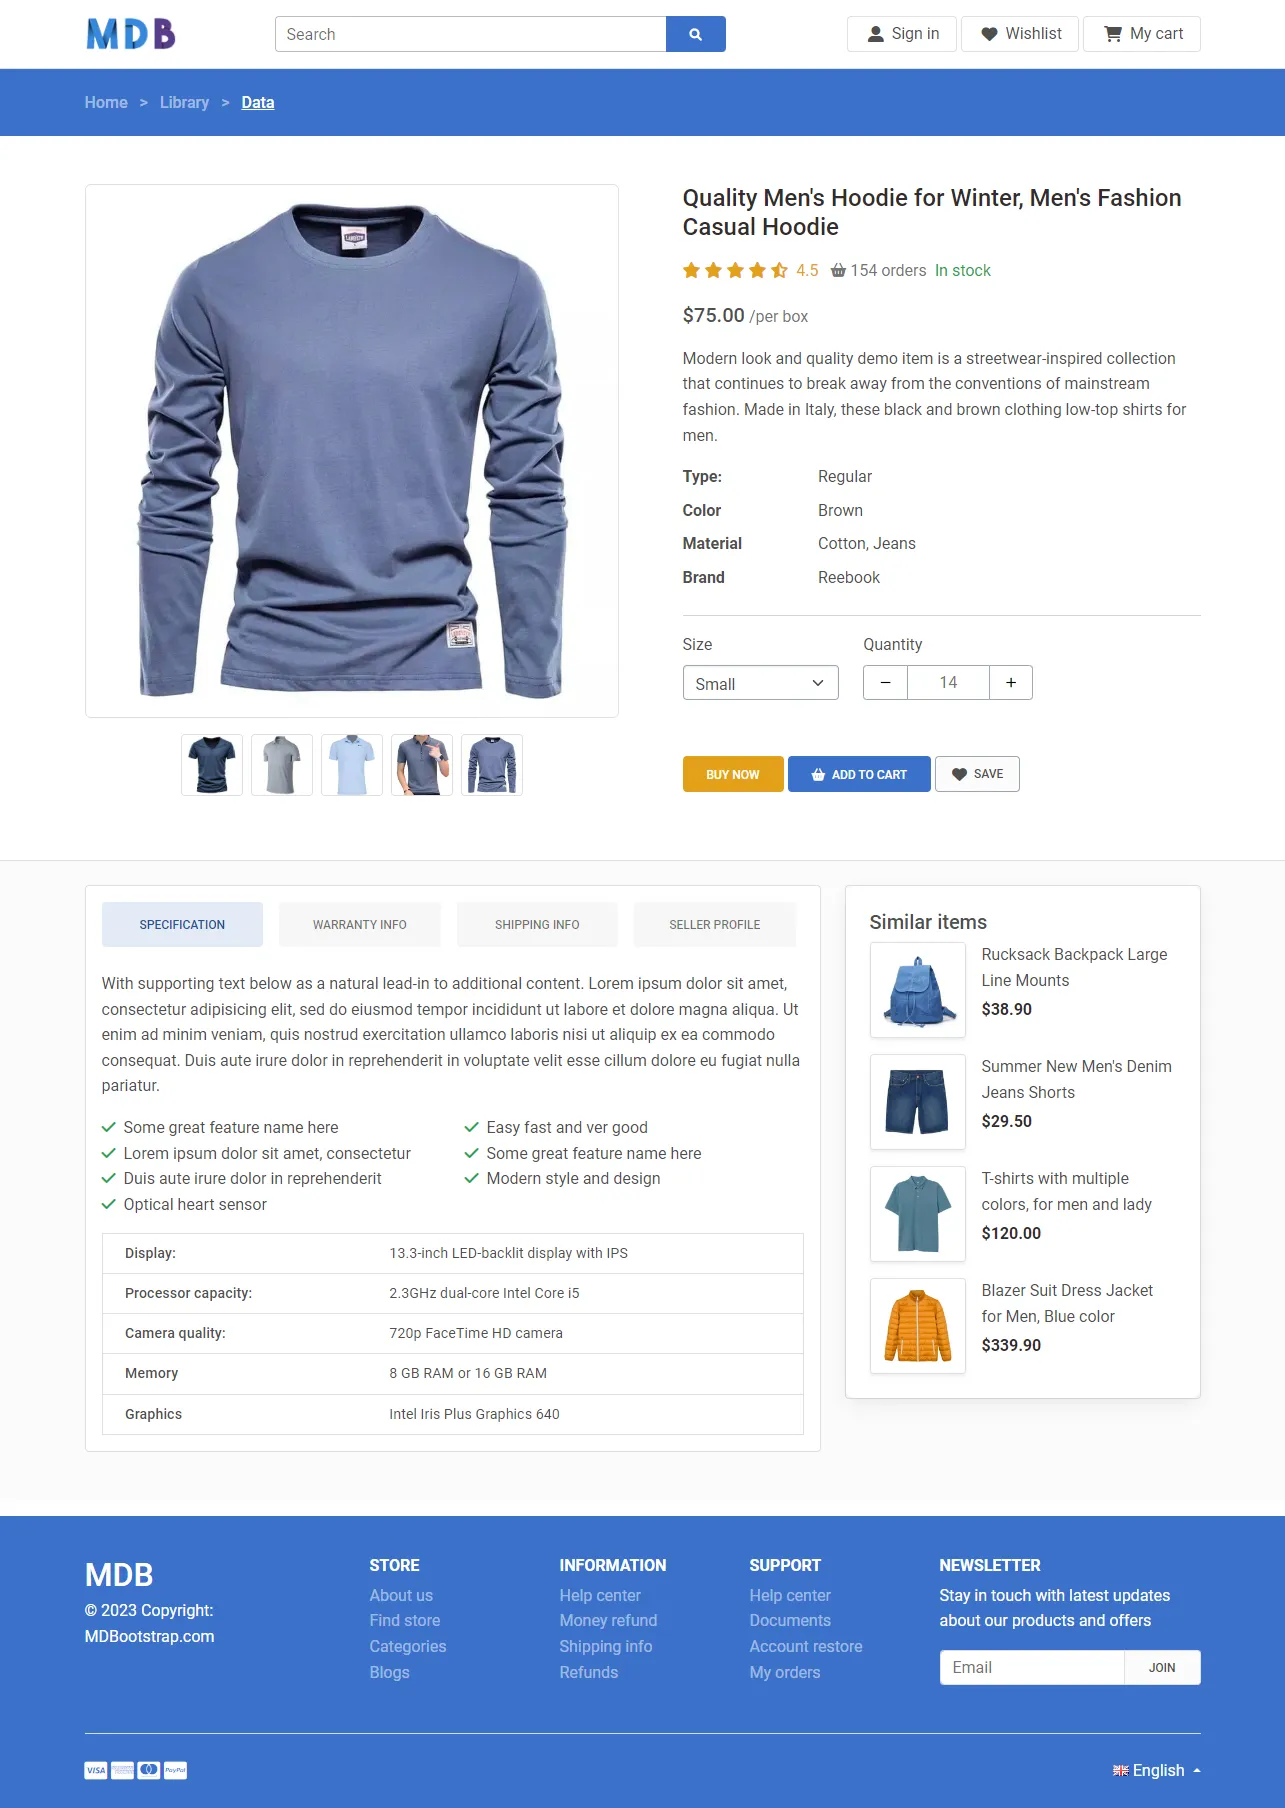 MDB
Search
Sign in
Wishlist
My cart
Home > Library > Data
Quality Men's Hoodie for Winter, Men's Fashion
Casual Hoodie
4.5 154 orders In stock
$75.00 /per box
Modern look and quality demo item is a streetwear-inspired collection
that continues to break away from the conventions of mainstream
fashion. Made in Italy, these black and brown clothing low-top shirts for
men.
Type: Regular
Color Brown
Material Cotton, Jeans
Brand Reebook
Size Quantity
Small − 14 +
BUY NOW ADD TO CART SAVE
SPECIFICATION WARRANTY INFO SHIPPING INFO SELLER PROFILE
With supporting text below as a natural lead-in to additional content. Lorem ipsum dolor sit amet,
consectetur adipisicing elit, sed do eiusmod tempor incididunt ut labore et dolore magna aliqua. Ut
enim ad minim veniam, quis nostrud exercitation ullamco laboris nisi ut aliquip ex ea commodo
consequat. Duis aute irure dolor in reprehenderit in voluptate velit esse cillum dolore eu fugiat nulla
pariatur.
Some great feature name here
Lorem ipsum dolor sit amet, consectetur
Duis aute irure dolor in reprehenderit
Optical heart sensor
Easy fast and ver good
Some great feature name here
Modern style and design
Display: 13.3-inch LED-backlit display with IPS
Processor capacity: 2.3GHz dual-core Intel Core i5
Camera quality: 720p FaceTime HD camera
Memory 8 GB RAM or 16 GB RAM
Graphics Intel Iris Plus Graphics 640
Similar items
Rucksack Backpack Large
Line Mounts
$38.90
Summer New Men's Denim
Jeans Shorts
$29.50
T-shirts with multiple
colors, for men and lady
$120.00
Blazer Suit Dress Jacket
for Men, Blue color
$339.90
MDB
© 2023 Copyright:
MDBootstrap.com
STORE
About us
Find store
Categories
Blogs
INFORMATION
Help center
Money refund
Shipping info
Refunds
SUPPORT
Help center
Documents
Account restore
My orders
NEWSLETTER
Stay in touch with latest updates
about our products and offers
Email JOIN
VISA PayPal
English